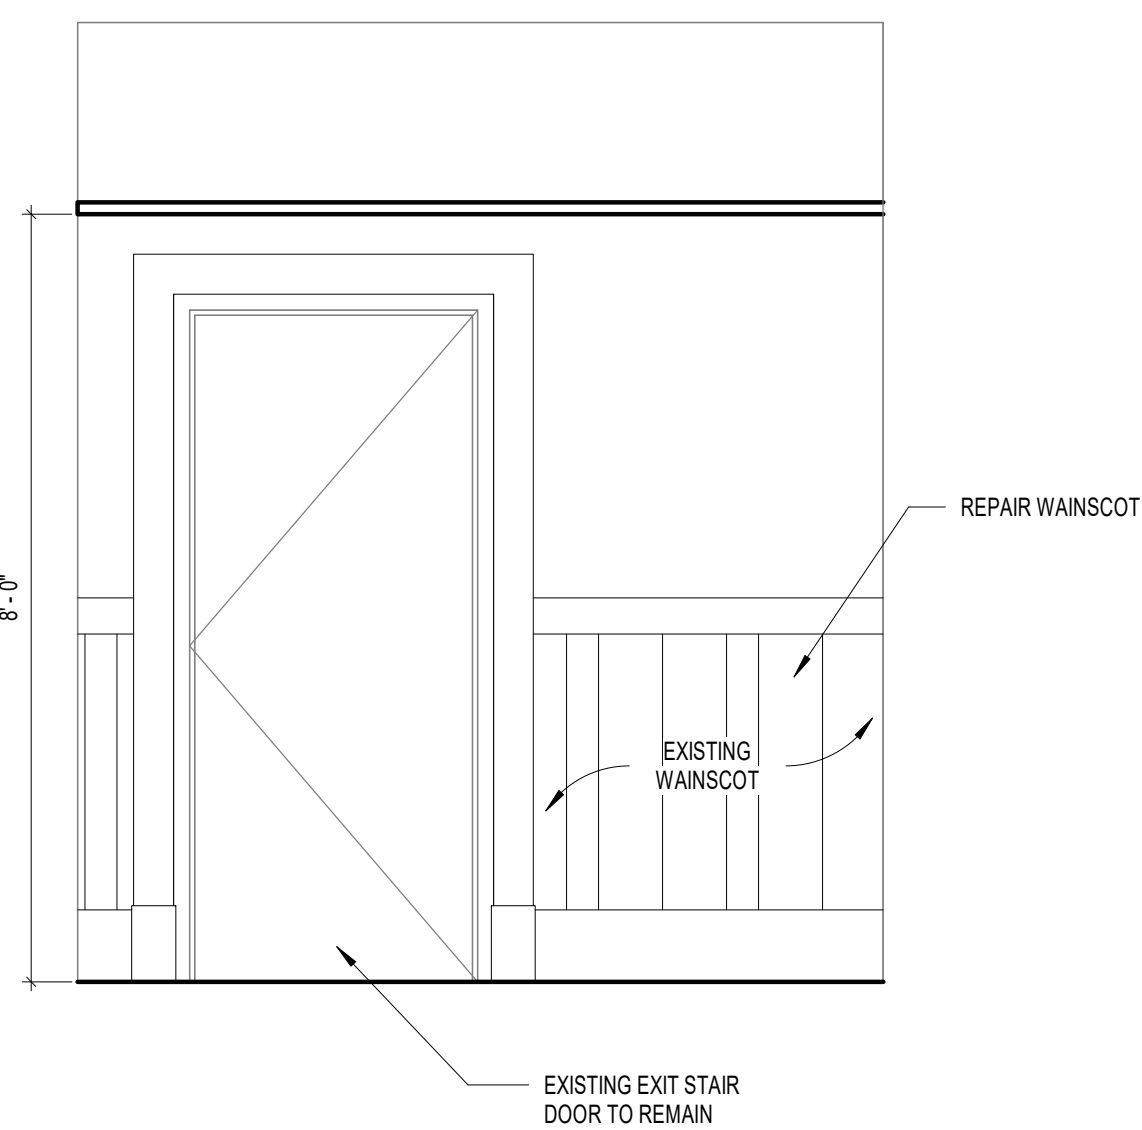 REPAIR WAINSCOT
8' - 0"
EXISTING
WAINSCOT
EXISTING EXIT STAIR
DOOR TO REMAIN